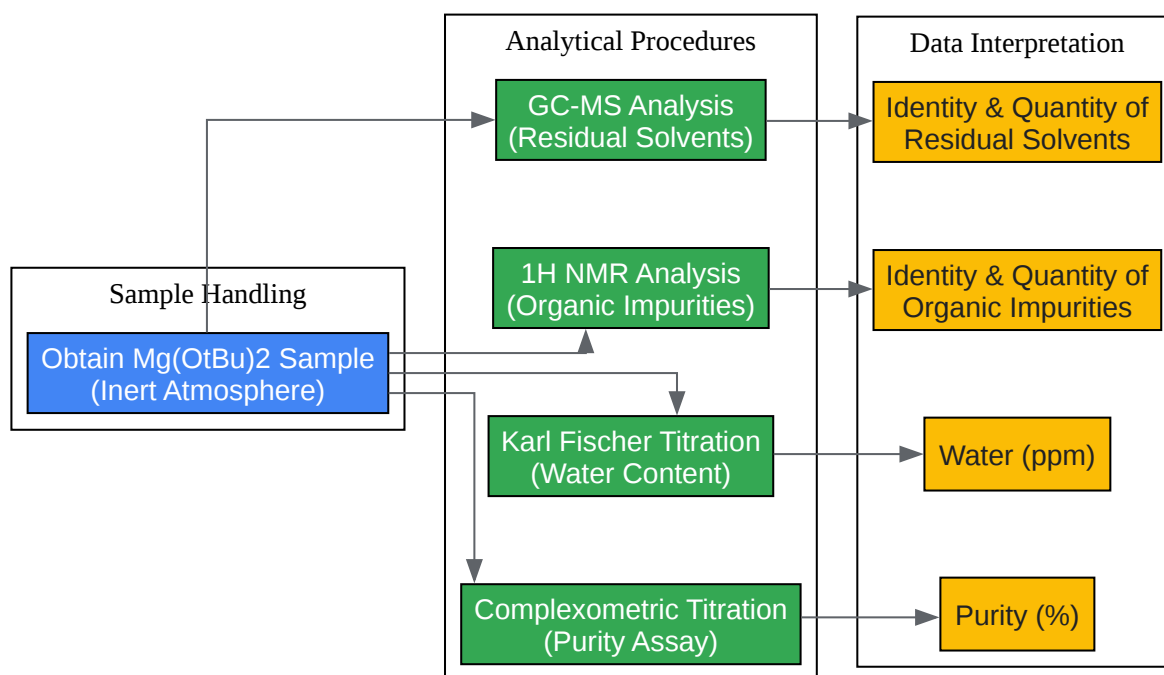 Analytical Procedures
Data Interpretation
GC-MS Analysis
(Residual Solvents)
Identity & Quantity of
Residual Solvents
1H NMR Analysis
(Organic Impurities)
Identity & Quantity of
Organic Impurities
Sample Handling
Obtain Mg(OtBu)2 Sample
(Inert Atmosphere)
Karl Fischer Titration
(Water Content)
Water (ppm)
Complexometric Titration
(Purity Assay)
Purity (%)